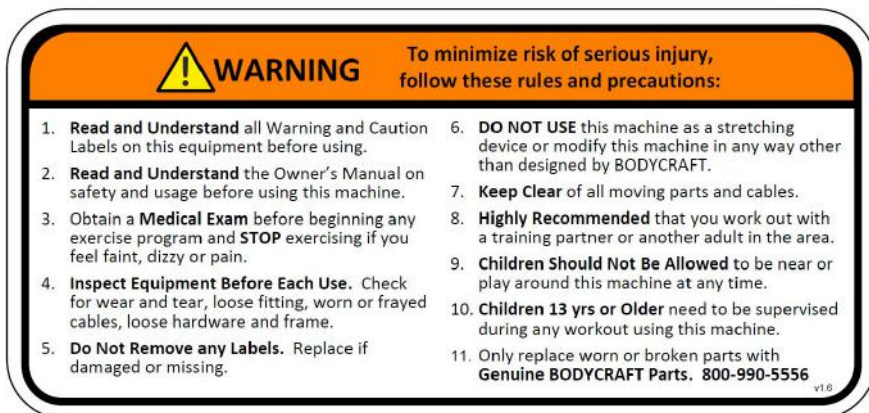 WARNING
To minimize risk of serious injury,
follow these rules and precautions:
1. Read and Understand all Warning and Caution
Labels on this equipment before using.
2. Read and Understand the Owner's Manual on
safety and usage before using this machine.
3. Obtain a Medical Exam before beginning any
exercise program and STOP exercising if you
feel faint, dizzy or pain.
4. Inspect Equipment Before Each Use. Check
for wear and tear, loose fitting, worn or frayed
cables, loose hardware and frame.
5. Do Not Remove any Labels. Replace if
damaged or missing.
6. DO NOT USE this machine as a stretching
device or modify this machine in any way other
than designed by BODYCRAFT.
7. Keep Clear of all moving parts and cables.
8. Highly Recommended that you work out with
a training partner or another adult in the area.
9. Children Should Not Be Allowed to be near or
play around this machine at any time.
10. Children 13 yrs or Older need to be supervised
during any workout using this machine.
11. Only replace worn or broken parts with
Genuine BODYCRAFT Parts. 800-990-5556
v1.6